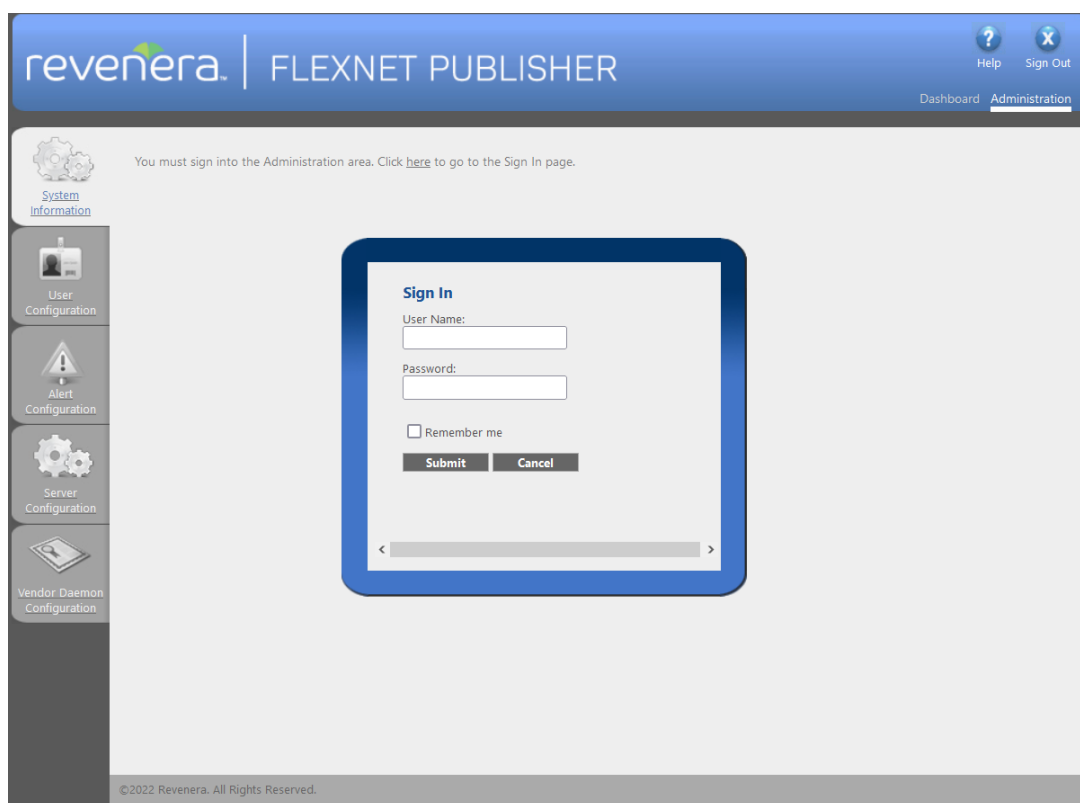 revenera. FLEXNET PUBLISHER
Help Sign Out
Dashboard Administration
System
Information
User
Configuration
Alert
Configuration
Server
Configuration
Vendor Daemon
Configuration
You must sign into the Administration area. Click here to go to the Sign In page.
Sign In
User Name:
Password:
Remember me
Submit Cancel
©2022 Revenera. All Rights Reserved.